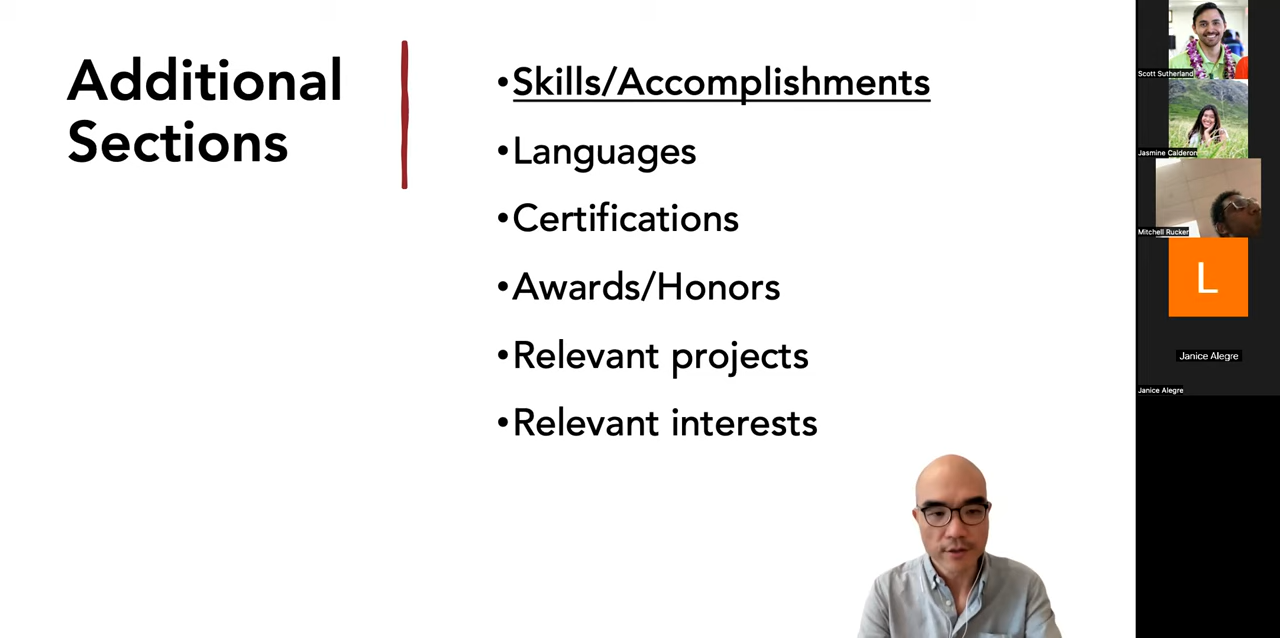 Additional
Sections
•Skills/Accomplishments
•Languages
•Certifications
•Awards/Honors
•Relevant projects
•Relevant interests
Scott Sutherland
Jasmine Calderon
Mitchell Rucker
L
Janice Alegre
Janice Alegre